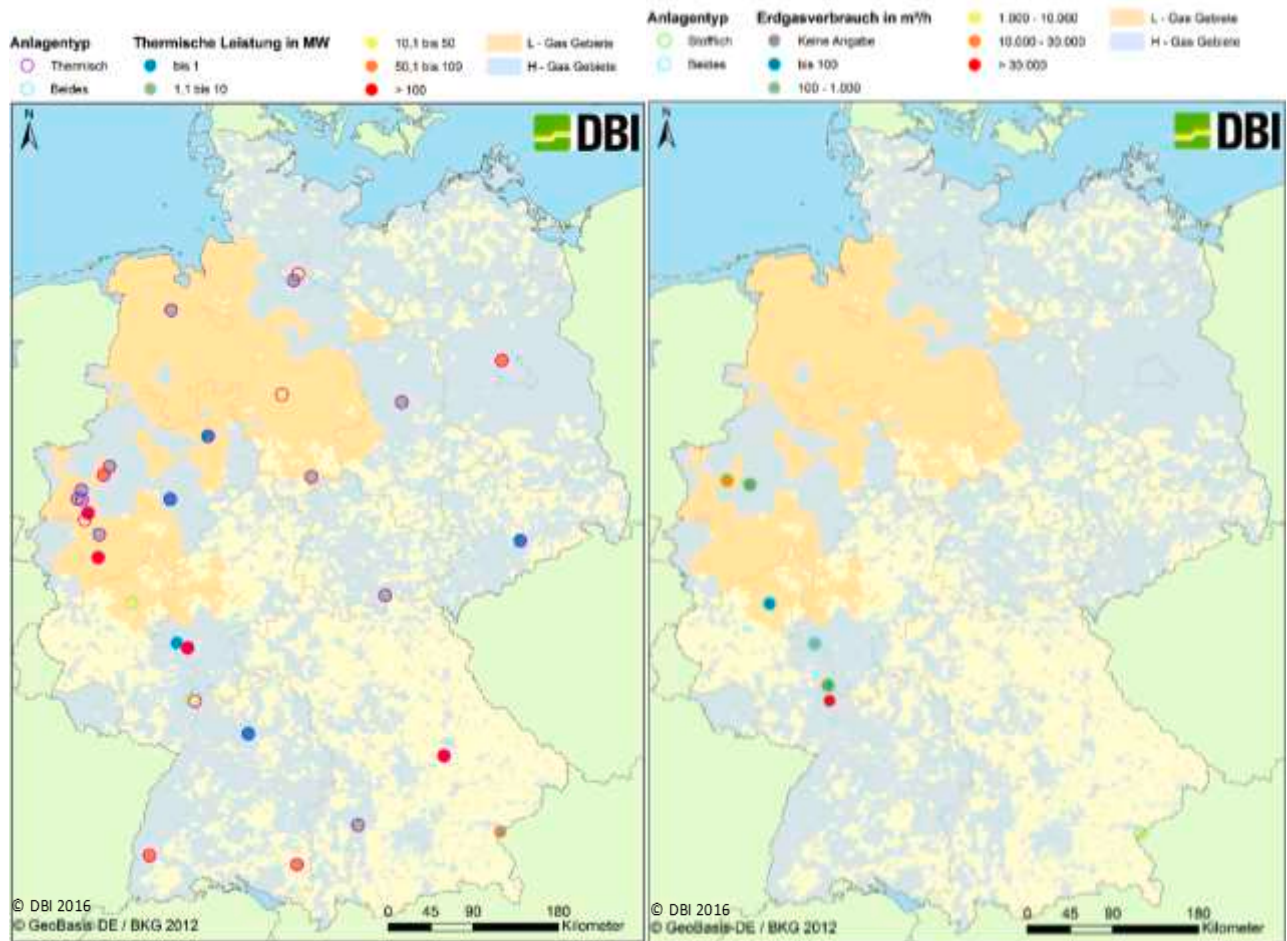 Anlagentyp
Thermisch
Beides
Thermische Leistung in MW
bis 1
1,1 bis 10
10,1 bis 50
50,1 bis 100
> 100
L - Gas Gebiete
H - Gas Gebiete
N
DBI
© DBI 2016
© GeoBasis-DE / BKG 2012
0 45 90 180
Kilometer
Anlagentyp
Stofflich
Beides
Erdgasverbrauch in m³/h
Keine Angabe
bis 100
100 - 1.000
1.000 - 10.000
10.000 - 30.000
> 30.000
L - Gas Gebiete
H - Gas Gebiete
N
DBI
© DBI 2016
© GeoBasis-DE / BKG 2012
0 45 90 180
Kilometer